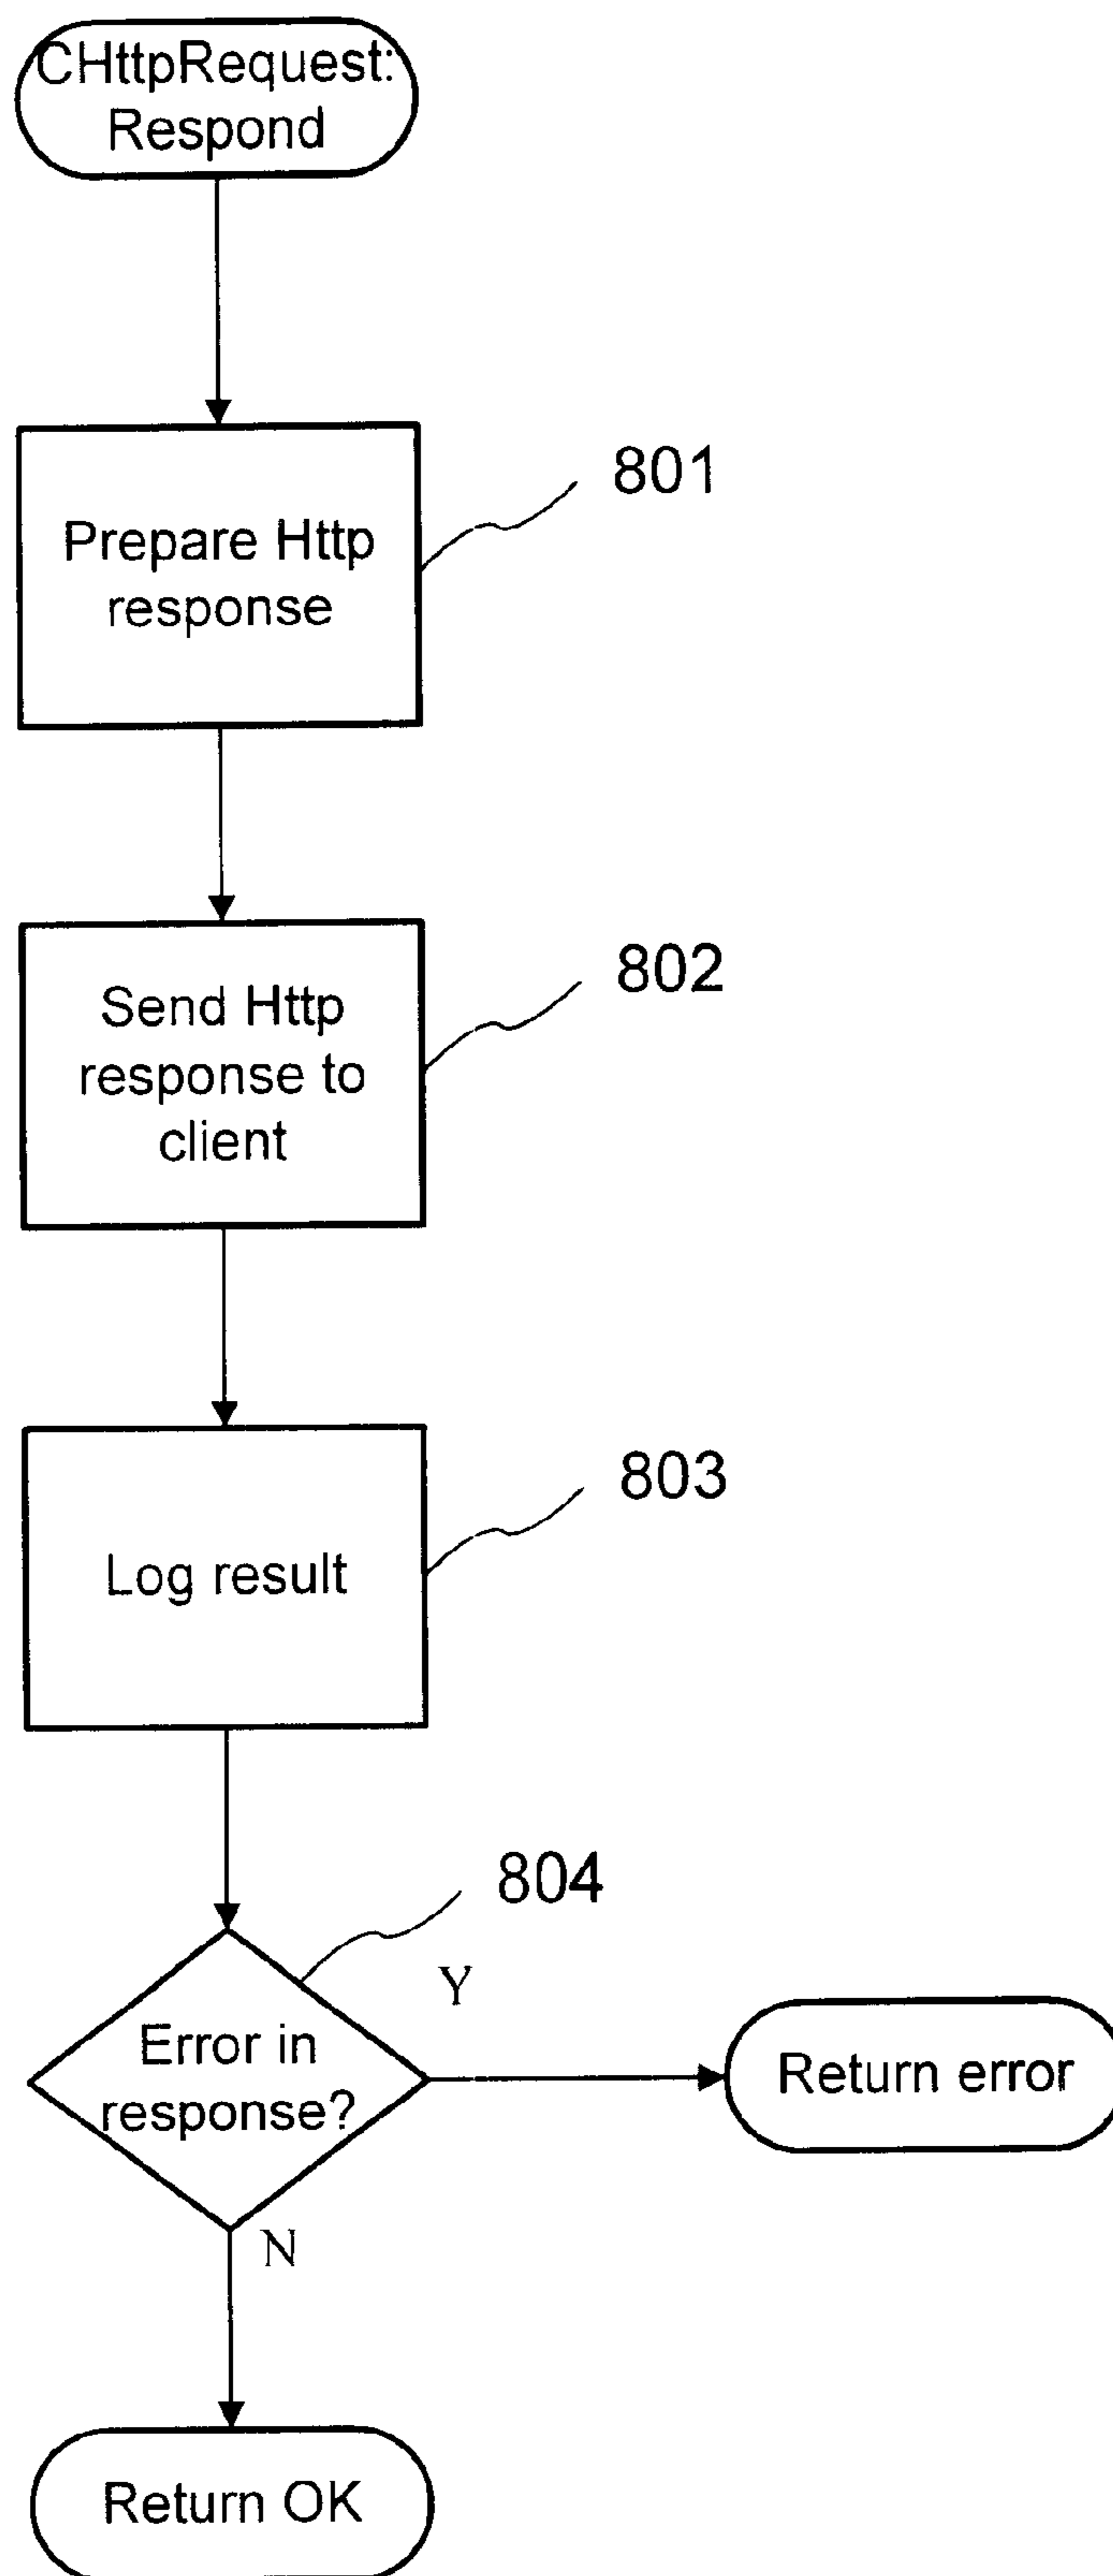 CHttpRequest:
Respond
801
Prepare Http
response
802
Send Http
response to
client
803
Log result
804
Y
Error in
response?
Return error
N
Return OK